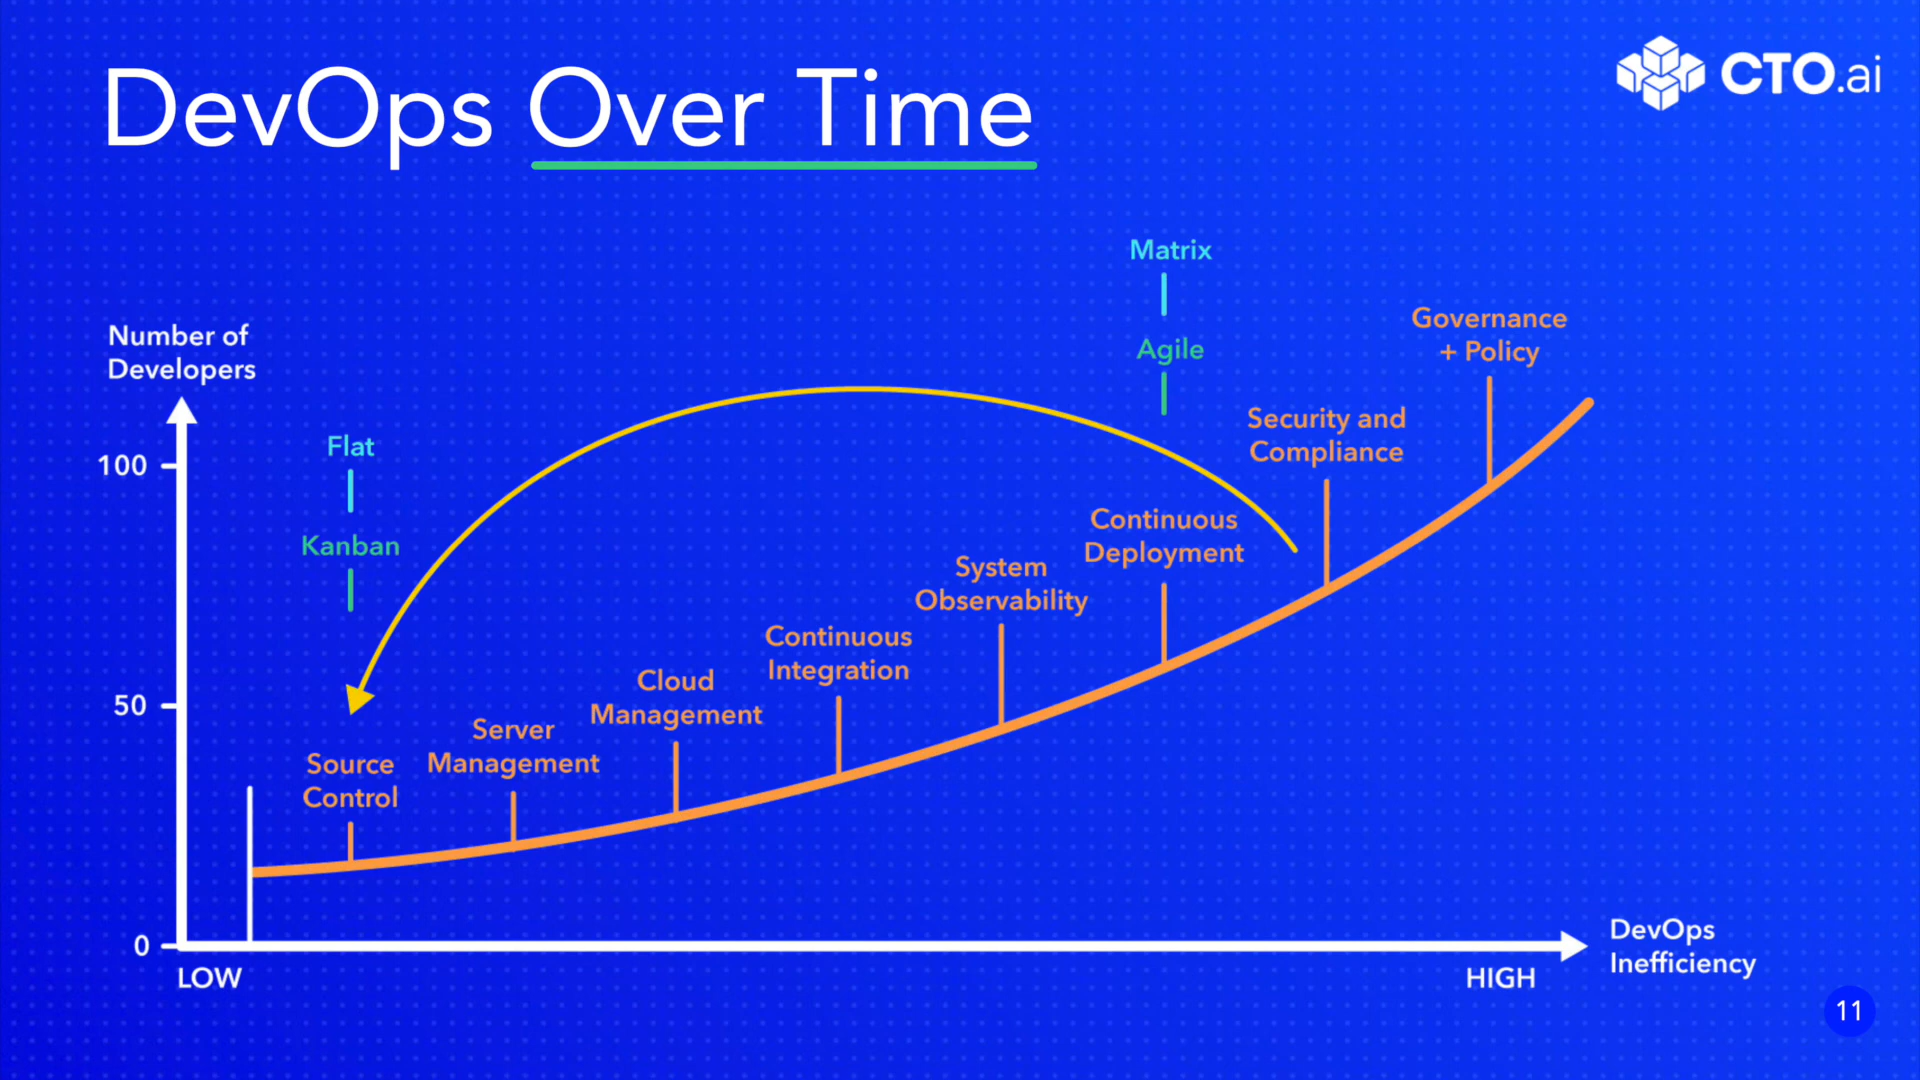 DevOps Over Time
CTO.ai
Matrix
Agile
Governance
+ Policy
Number of
Developers
Security and
Compliance
Flat
100
Continuous
Deployment
Kanban
System
Observability
Continuous
Integration
Cloud
Management
50
Server
Management
Source
Control
0
LOW
HIGH
DevOps
Inefficiency
11